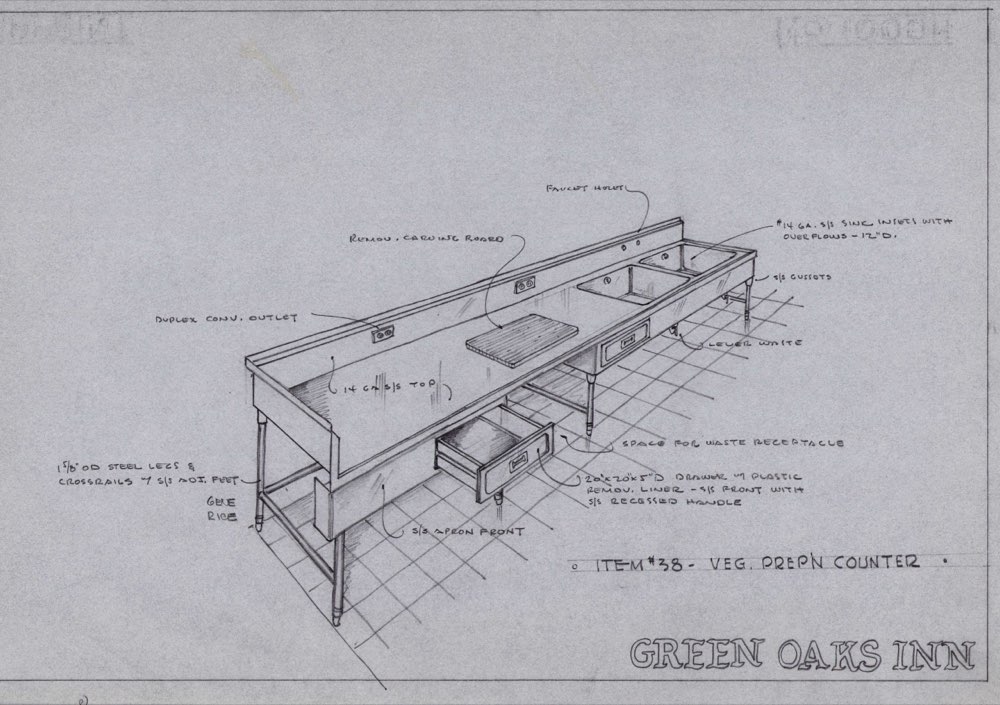 FAUCET HOLES
#14 GA. S/S SINK INSETS WITH
OVERFLOWS - 12"D.
REMOV. CARVING BOARD
S/S GUSSETS
DUPLEX CONV. OUTLET
LEVER WASTE
14 GA S/S TOP
SPACE FOR WASTE RECEPTACLE
1 5/8" OD STEEL LEGS &
CROSSRAILS W/ S/S ADJ. FEET
20"X20"X5"D DRAWER W/ PLASTIC
REMOV. LINER - S/S FRONT WITH
S/S RECESSED HANDLE
GENE
RICE
S/S APRON FRONT
ITEM #38 - VEG. PREP'N COUNTER
GREEN OAKS INN